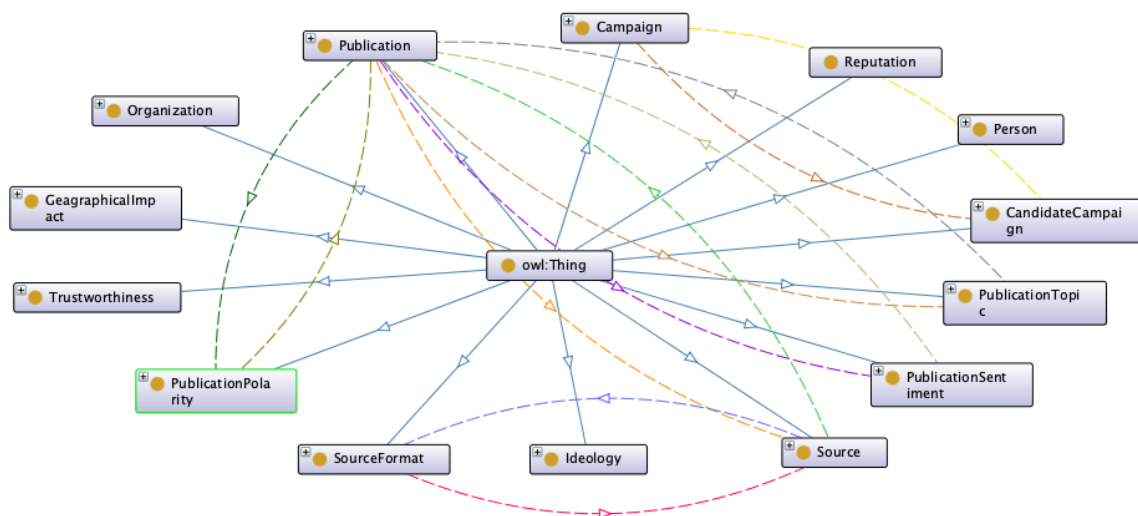 Campaign
Publication
Reputation
Organization
Person
GeagraphicalImp
act
CandidateCampai
gn
owl:Thing
Trustworthiness
PublicationTopi
c
PublicationPola
rity
PublicationSent
iment
SourceFormat
Ideology
Source